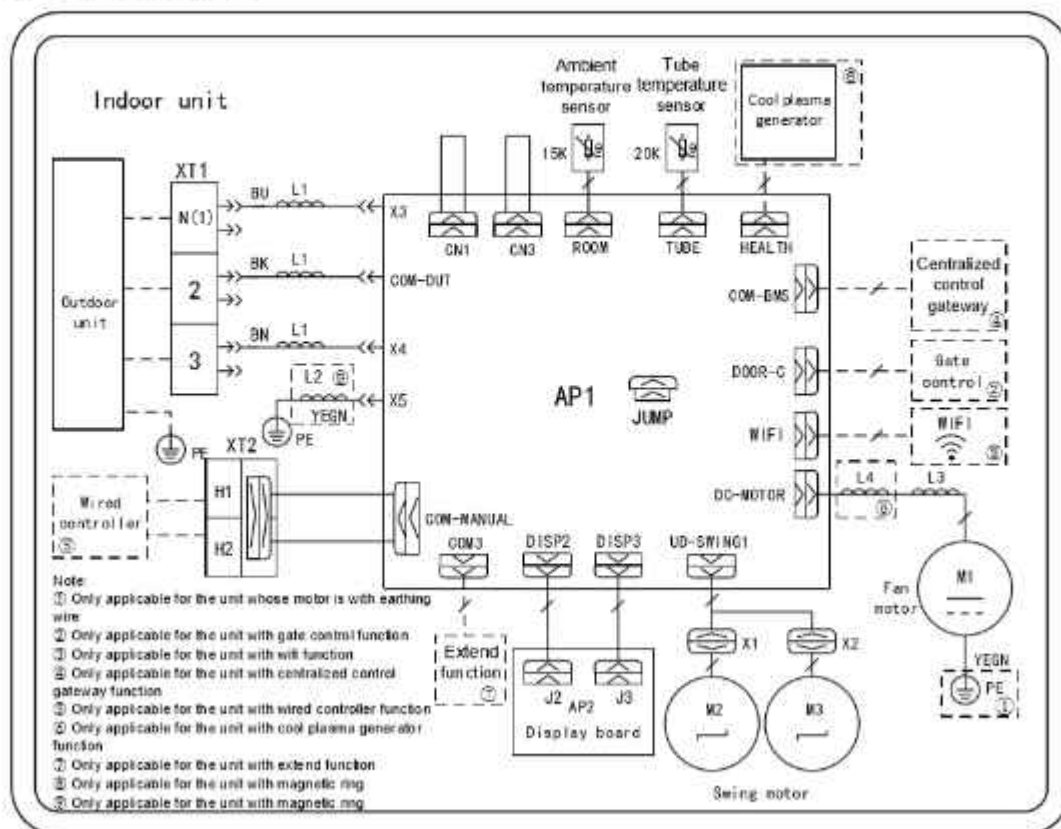 Indoor unit
Ambient temperature sensor
Tube temperature sensor
Cool plasma generator
15K
20K
XT1
N(1)
2
3
BU
L1
BK
L1
BN
L1
X3
COM-OUT
X4
X5
L2
YEGN
PE
Outdoor unit
PE
CN1
CN3
ROOM
TUBE
HEALTH
COM-BMS
Centralized control gateway
DOOR-C
Gate control
WIFI
WIFI
DC-MOTOR
L4
L3
AP1
JUMP
XT2
H1
H2
Wired controller
COM-MANUAL
COM3
DISP2
DISP3
UD-SWING1
Extend function ⑦
J2
J3
AP2
Display board
X1
X2
M2
M3
Swing motor
M1
Fan motor
YEGN
PE ①
Note:
① Only applicable for the unit whose motor is with earthing
wire
② Only applicable for the unit with gate control function
③ Only applicable for the unit with wifi function
④ Only applicable for the unit with centralized control
gateway function
⑤ Only applicable for the unit with wired controller function
⑥ Only applicable for the unit with cool plasma generator
function
⑦ Only applicable for the unit with extend function
⑧ Only applicable for the unit with magnetic ring
⑨ Only applicable for the unit with magnetic ring